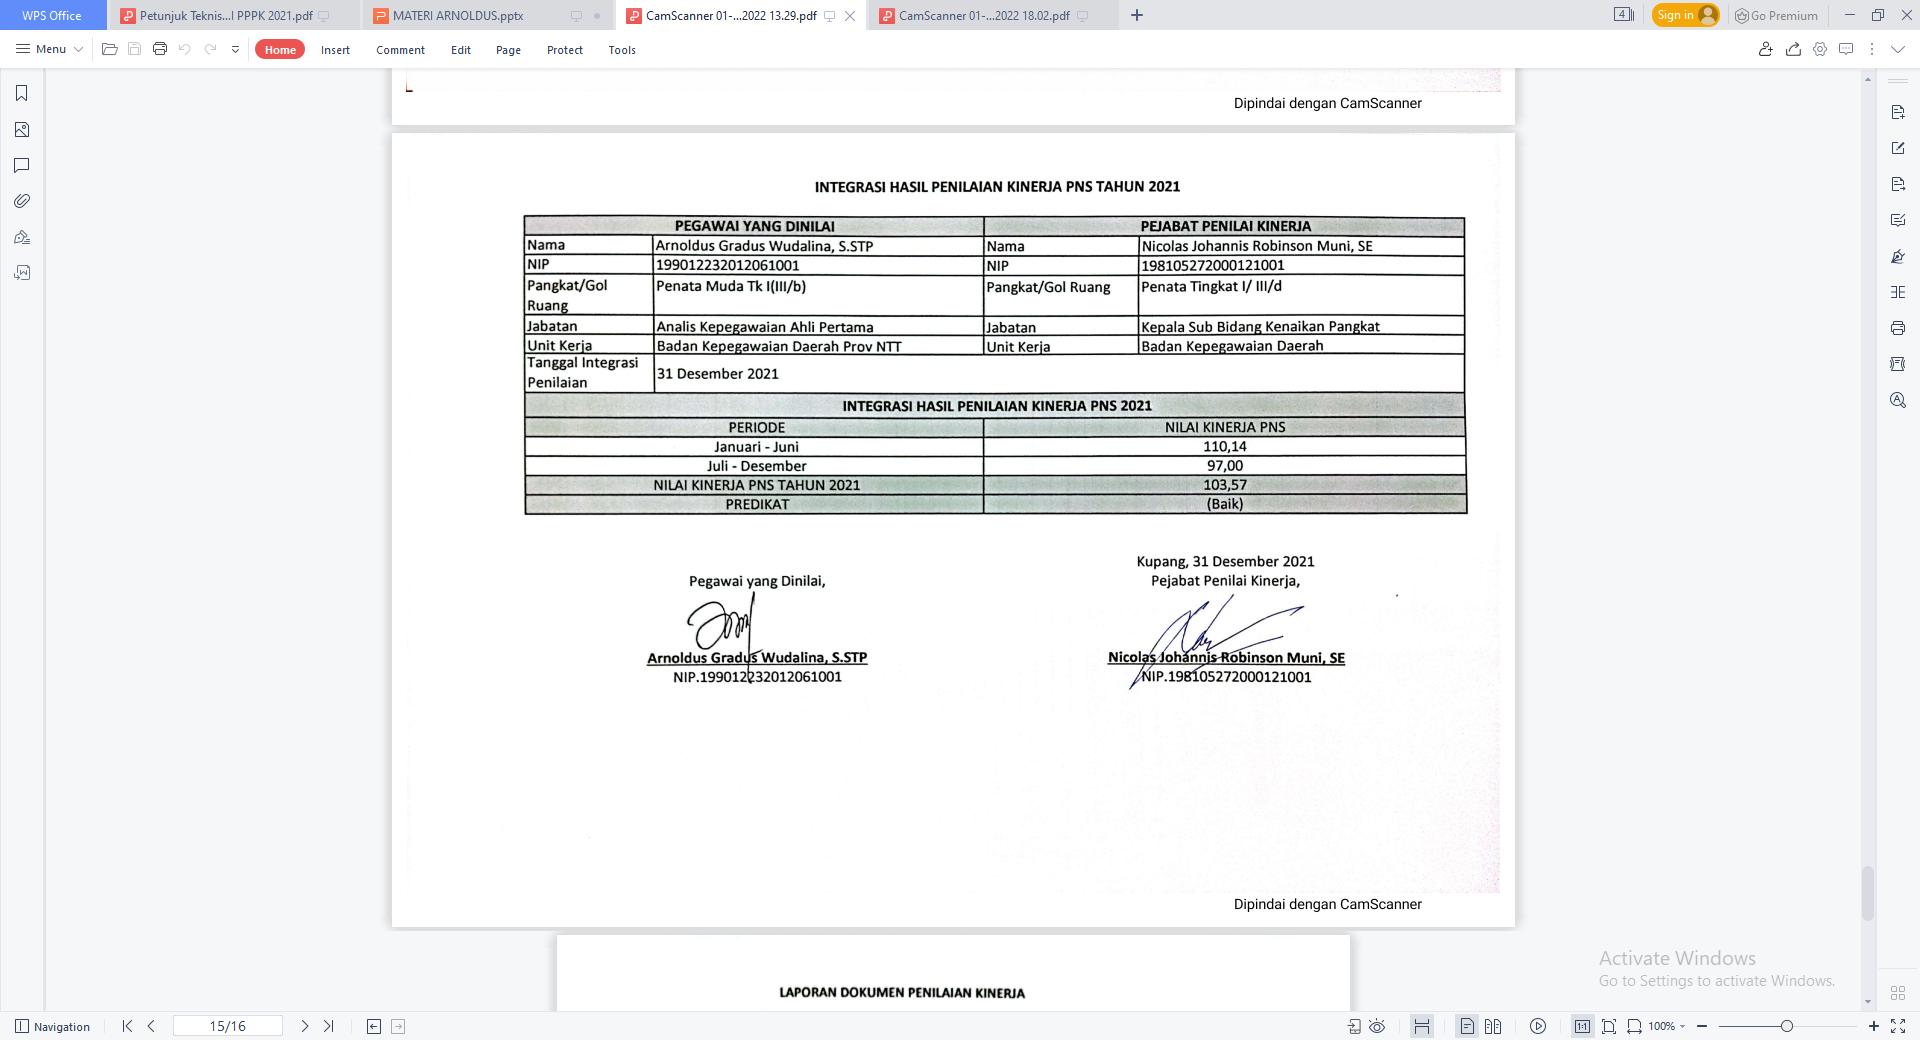 WPS Office
Petunjuk Teknis...I PPPK 2021.pdf
MATERI ARNOLDUS.pptx
CamScanner 01-...2022 13.29.pdf
CamScanner 01-...2022 18.02.pdf
4
Sign in
Go Premium
Menu
Home
Insert
Comment
Edit
Page
Protect
Tools
Dipindai dengan CamScanner
INTEGRASI HASIL PENILAIAN KINERJA PNS TAHUN 2021
PEGAWAI YANG DINILAI PEJABAT PENILAI KINERJA
Nama Arnoldus Gradus Wudalina, S.STP Nama Nicolas Johannis Robinson Muni, SE
NIP 199012232012061001 NIP 198105272000121001
Pangkat/Gol Ruang Penata Muda Tk I(III/b) Pangkat/Gol Ruang Penata Tingkat I/ III/d
Jabatan Analis Kepegawaian Ahli Pertama Jabatan Kepala Sub Bidang Kenaikan Pangkat
Unit Kerja Badan Kepegawaian Daerah Prov NTT Unit Kerja Badan Kepegawaian Daerah
Tanggal Integrasi Penilaian 31 Desember 2021
INTEGRASI HASIL PENILAIAN KINERJA PNS 2021
PERIODE NILAI KINERJA PNS
Januari - Juni 110,14
Juli - Desember 97,00
NILAI KINERJA PNS TAHUN 2021 103,57
PREDIKAT (Baik)
Kupang, 31 Desember 2021
Pegawai yang Dinilai, Pejabat Penilai Kinerja,
Arnoldus Gradus Wudalina, S.STP Nicolas Johannis Robinson Muni, SE
NIP.199012232012061001 NIP.198105272000121001
Dipindai dengan CamScanner
LAPORAN DOKUMEN PENILAIAN KINERJA
Activate Windows
Go to Settings to activate Windows.
Navigation
15/16
1:1
100%